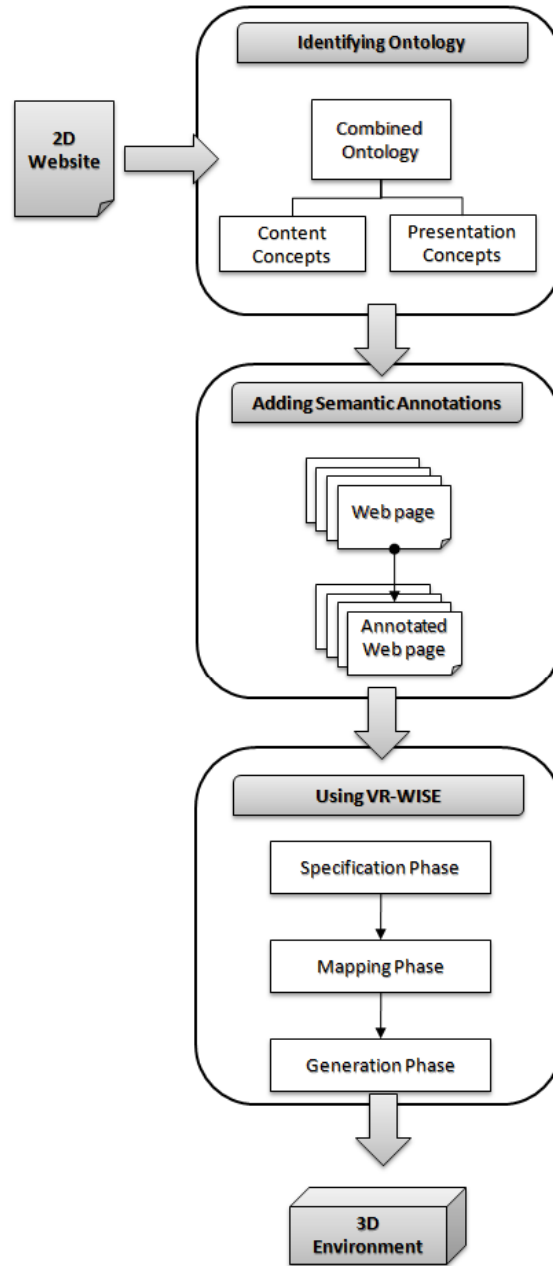 Identifying Ontology
2D
Website
Combined
Ontology
Content
Concepts
Presentation
Concepts
Adding Semantic Annotations
Web page
Annotated
Web page
Using VR-WISE
Specification Phase
Mapping Phase
Generation Phase
3D
Environment